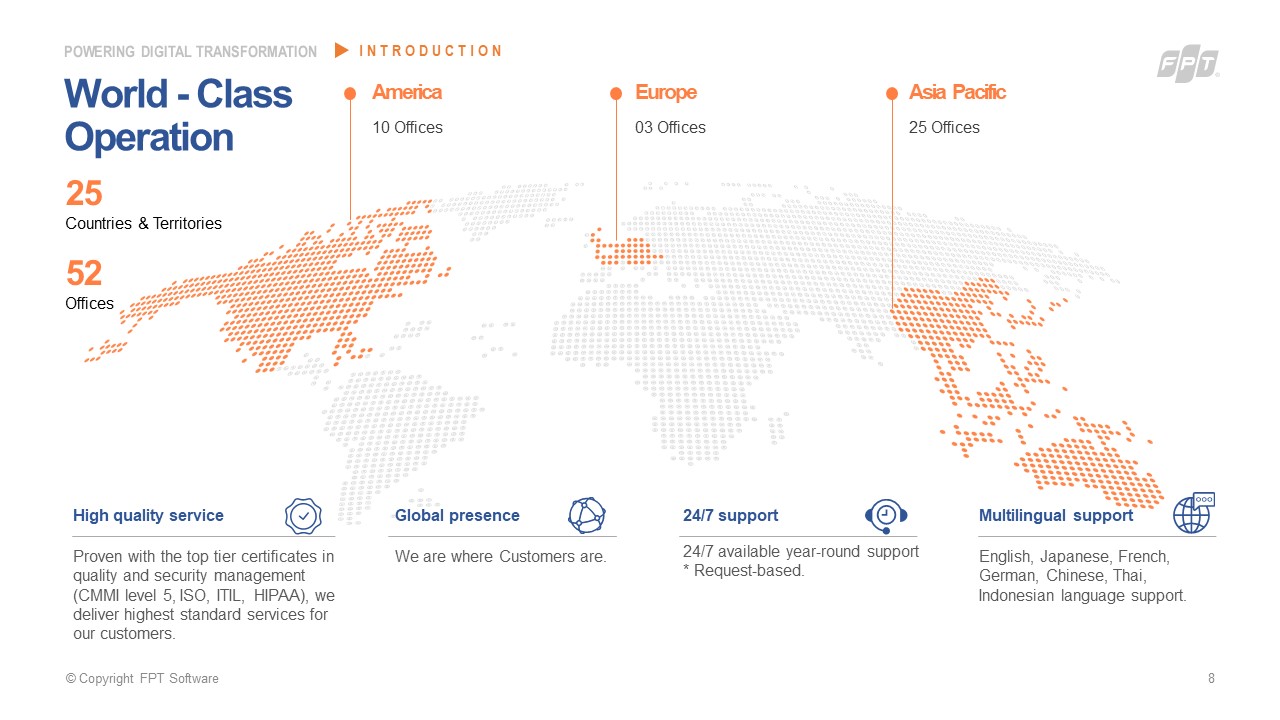 POWERING DIGITAL TRANSFORMATION
INTRODUCTION
FPT
World - Class
Operation
25
Countries & Territories
52
Offices
America
10 Offices
Europe
03 Offices
Asia Pacific
25 Offices
High quality service
Proven with the top tier certificates in
quality and security management
(CMMI level 5, ISO, ITIL, HIPAA), we
deliver highest standard services for
our customers.
Global presence
We are where Customers are.
24/7 support
24/7 available year-round support
* Request-based.
Multilingual support
English, Japanese, French,
German, Chinese, Thai,
Indonesian language support.
© Copyright FPT Software
8